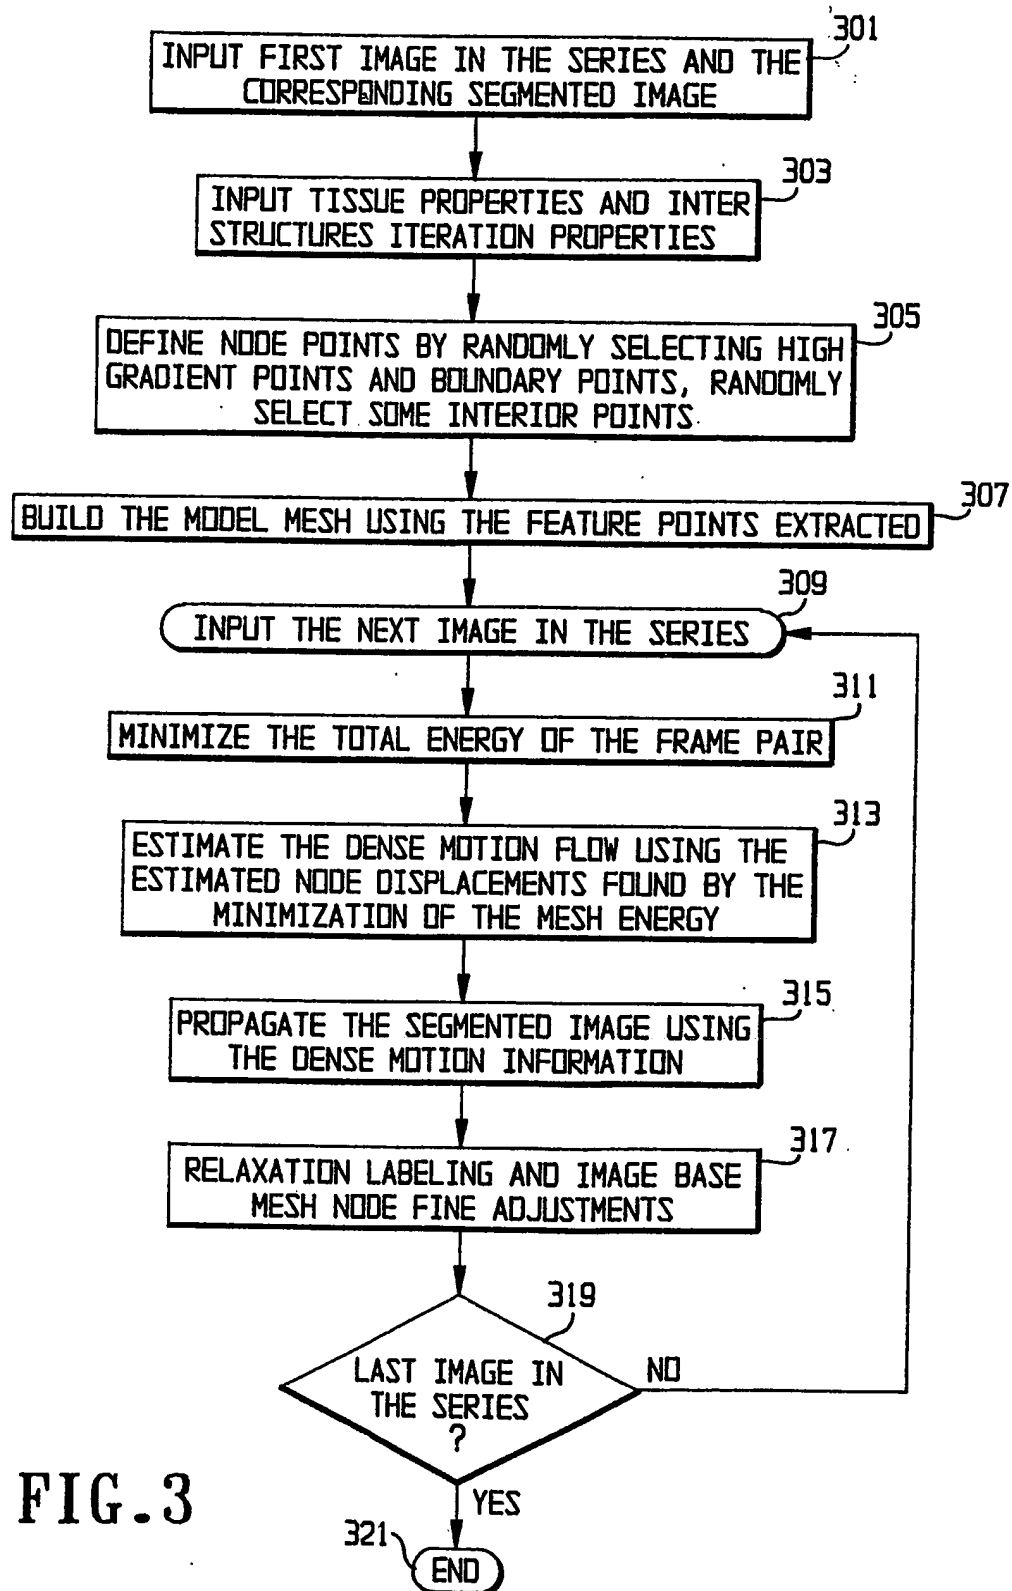 301
INPUT FIRST IMAGE IN THE SERIES AND THE
CORRESPONDING SEGMENTED IMAGE
303
INPUT TISSUE PROPERTIES AND INTER
STRUCTURES ITERATION PROPERTIES
305
DEFINE NODE POINTS BY RANDOMLY SELECTING HIGH
GRADIENT POINTS AND BOUNDARY POINTS, RANDOMLY
SELECT SOME INTERIOR POINTS
307
BUILD THE MODEL MESH USING THE FEATURE POINTS EXTRACTED
309
INPUT THE NEXT IMAGE IN THE SERIES
311
MINIMIZE THE TOTAL ENERGY OF THE FRAME PAIR
313
ESTIMATE THE DENSE MOTION FLOW USING THE
ESTIMATED NODE DISPLACEMENTS FOUND BY THE
MINIMIZATION OF THE MESH ENERGY
315
PROPAGATE THE SEGMENTED IMAGE USING
THE DENSE MOTION INFORMATION
317
RELAXATION LABELING AND IMAGE BASE
MESH NODE FINE ADJUSTMENTS
319
LAST IMAGE IN
THE SERIES
?
NO
YES
321
END
FIG.3